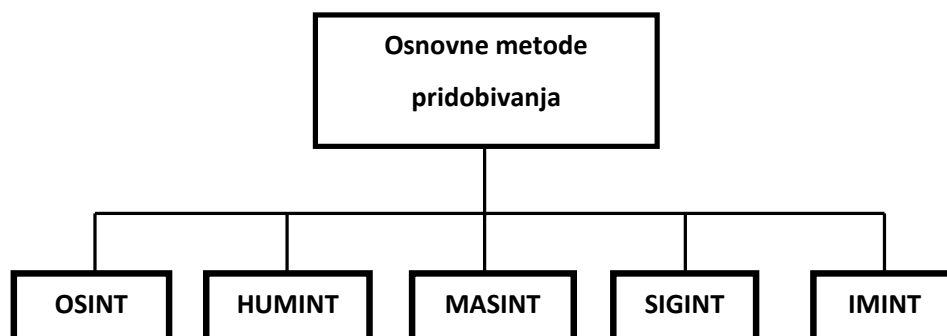 Osnovne metode
pridobivanja
OSINT
HUMINT
MASINT
SIGINT
IMINT